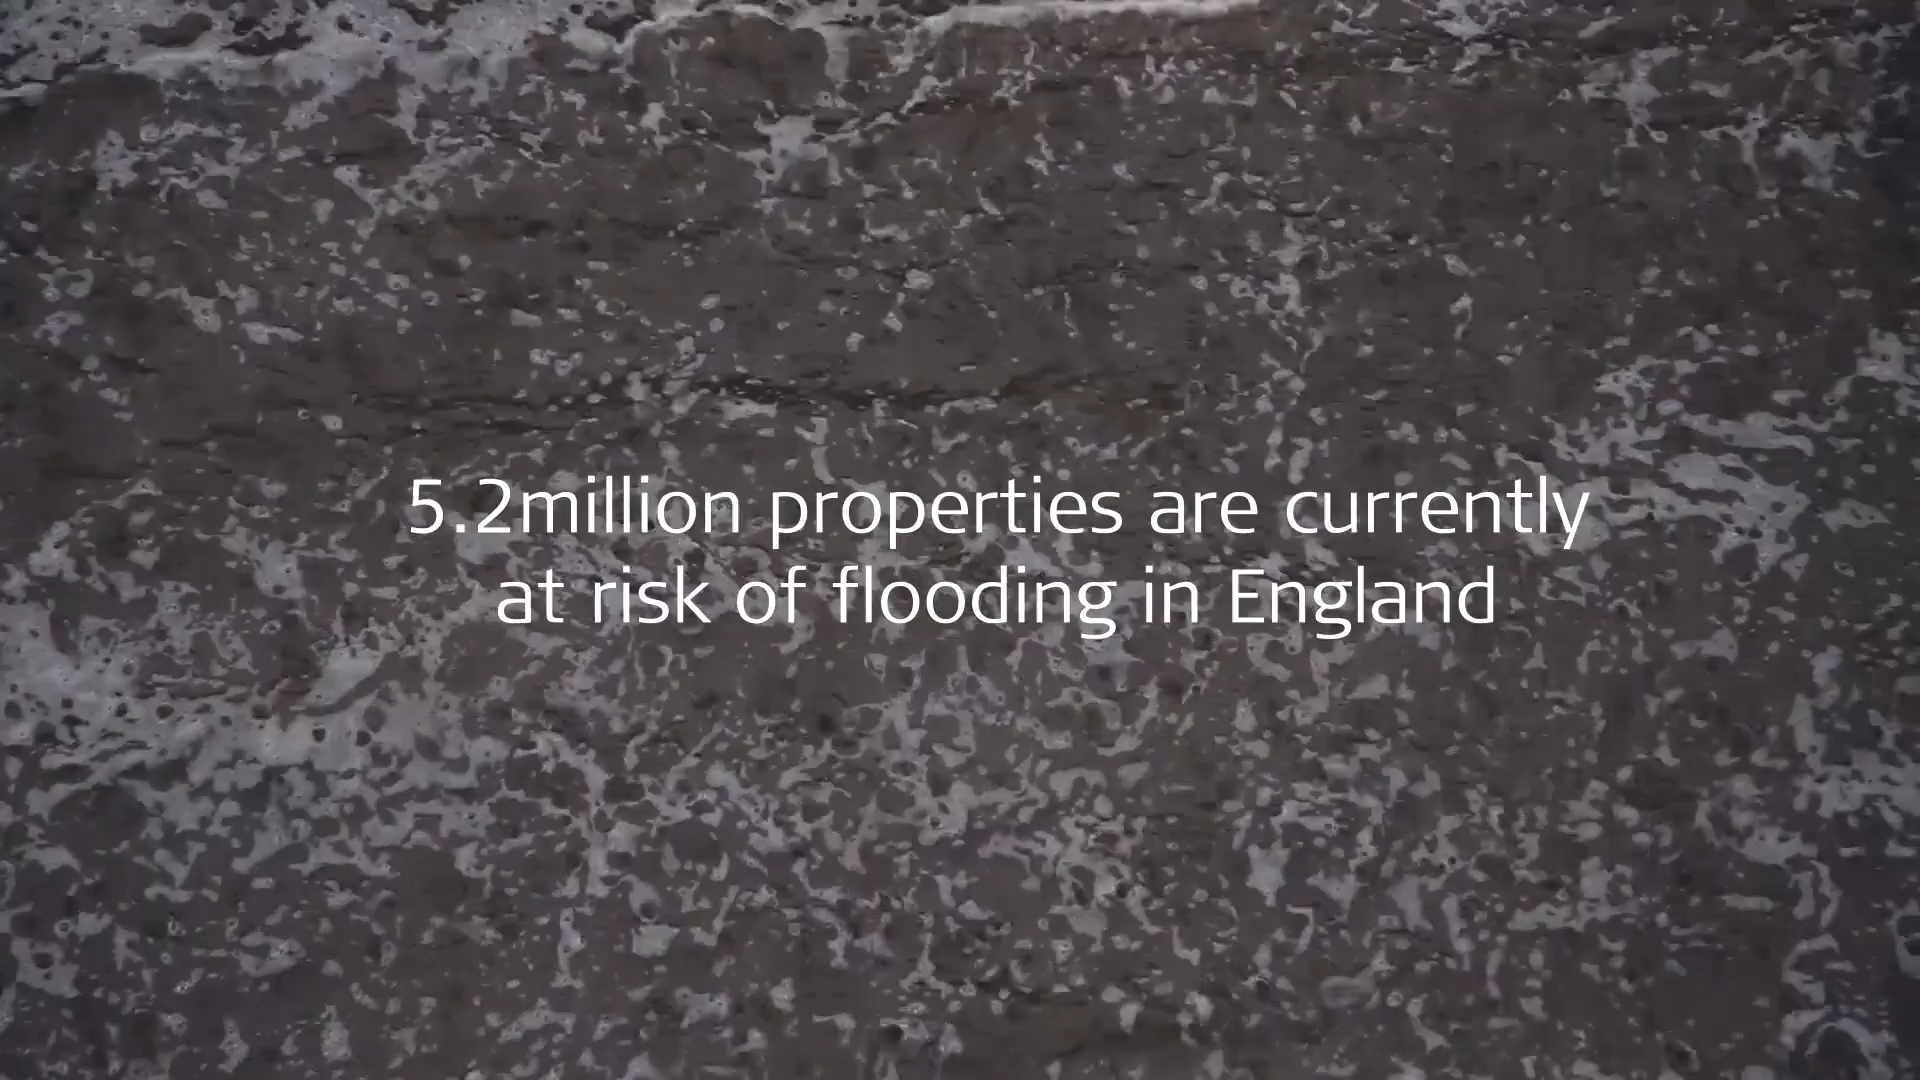 5.2million properties are currently
at risk of flooding in England